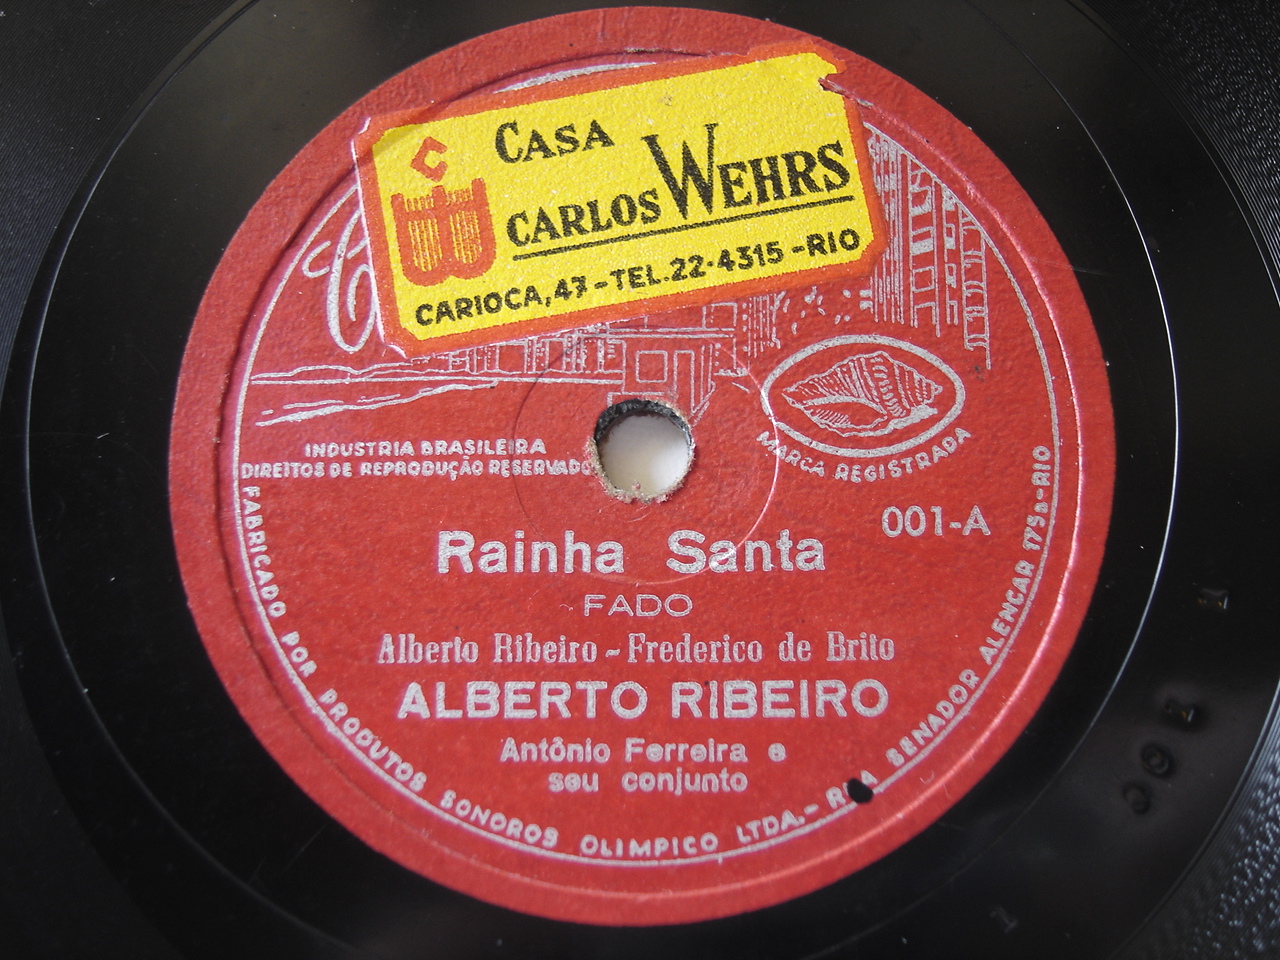 C
CASA
CARLOS WEHRS
CARIOCA, 47-TEL. 22-4315 -RIO
INDUSTRIA BRASILEIRA
DIREITOS DE REPRODUÇÃO RESERVADOS
MARCA REGISTRADA
001-A
Rainha Santa
FADO
Alberto Ribeiro - Frederico de Brito
ALBERTO RIBEIRO
Antônio Ferreira e
seu conjunto
FABRICADO POR PRODUTOS SONOROS OLIMPICO LTDA.- RUA SENADOR ALENCAR 175a-RIO